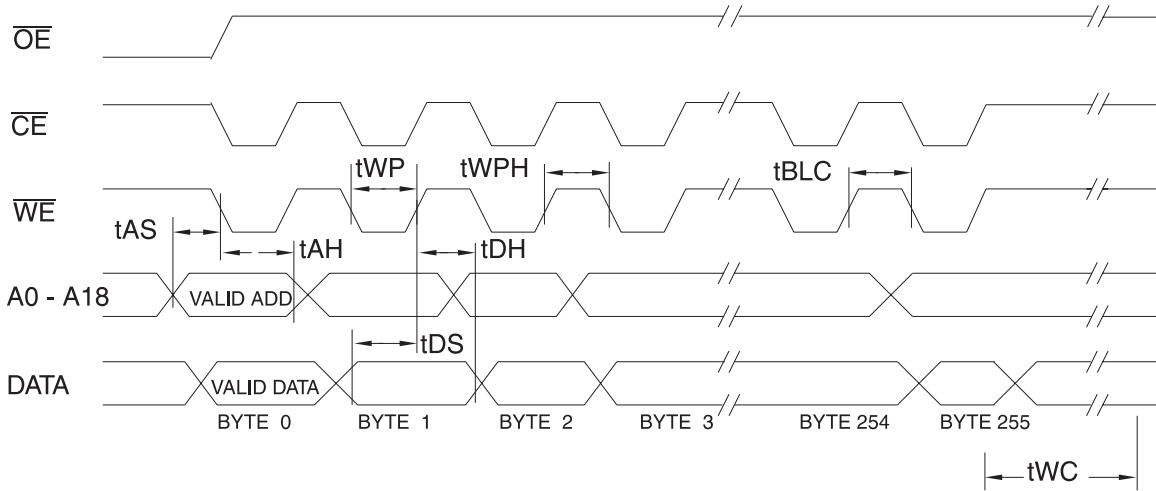 OE
CE
tWP
tWPH
tBLC
WE
tAS
tAH
tDH
A0 - A18
VALID ADD
tDS
DATA
VALID DATA
BYTE 0
BYTE 1
BYTE 2
BYTE 3
BYTE 254
BYTE 255
tWC